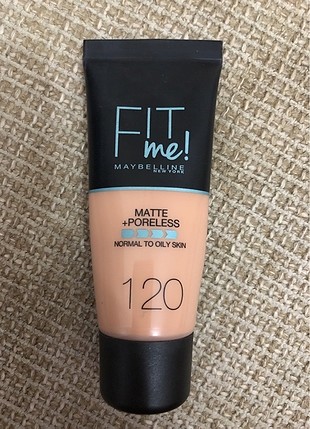 FIT
me!
MAYBELLINE
NEW YORK
MATTE
+PORELESS
NORMAL TO OILY SKIN
120